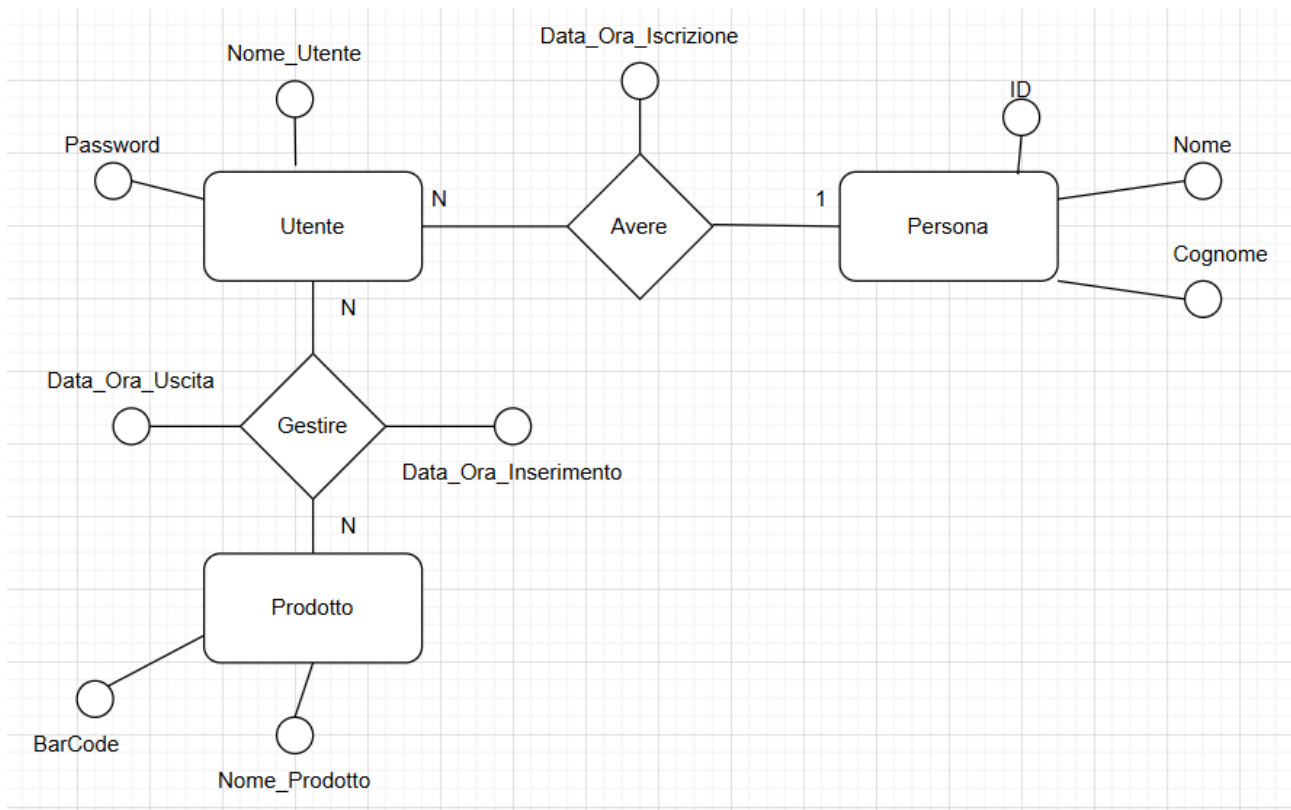 Data_Ora_Iscrizione
Nome_Utente
ID
Password
Nome
N
1
Utente
Avere
Persona
Cognome
N
Data_Ora_Uscita
Gestire
Data_Ora_Inserimento
N
Prodotto
BarCode
Nome_Prodotto